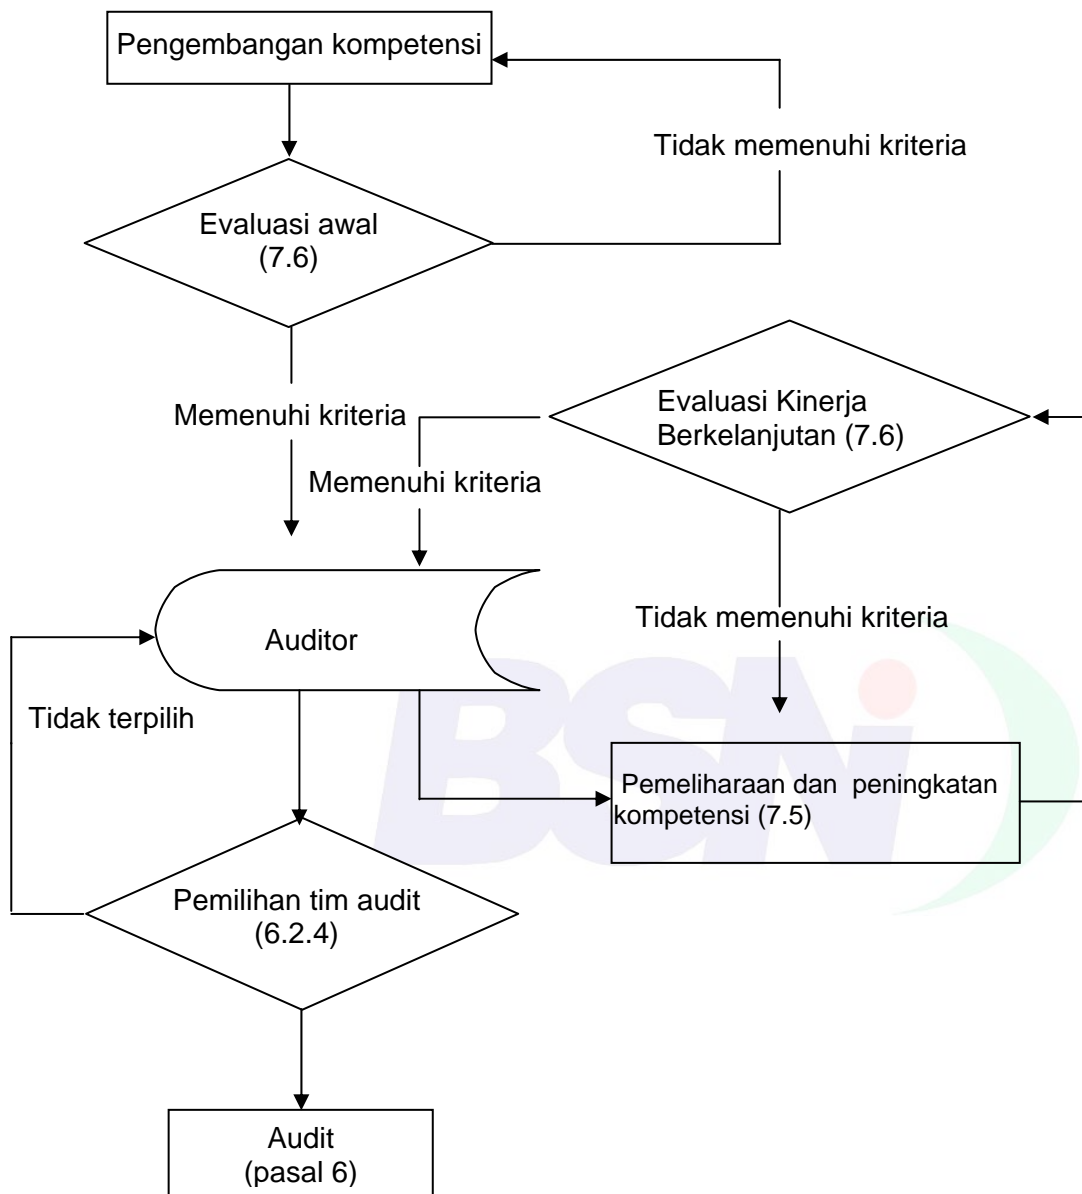 Pengembangan kompetensi
Tidak memenuhi kriteria
Evaluasi awal
(7.6)
Evaluasi Kinerja
Berkelanjutan (7.6)
Memenuhi kriteria
Memenuhi kriteria
Tidak memenuhi kriteria
Auditor
Tidak terpilih
BSN
Pemeliharaan dan peningkatan
kompetensi (7.5)
Pemilihan tim audit
(6.2.4)
Audit
(pasal 6)